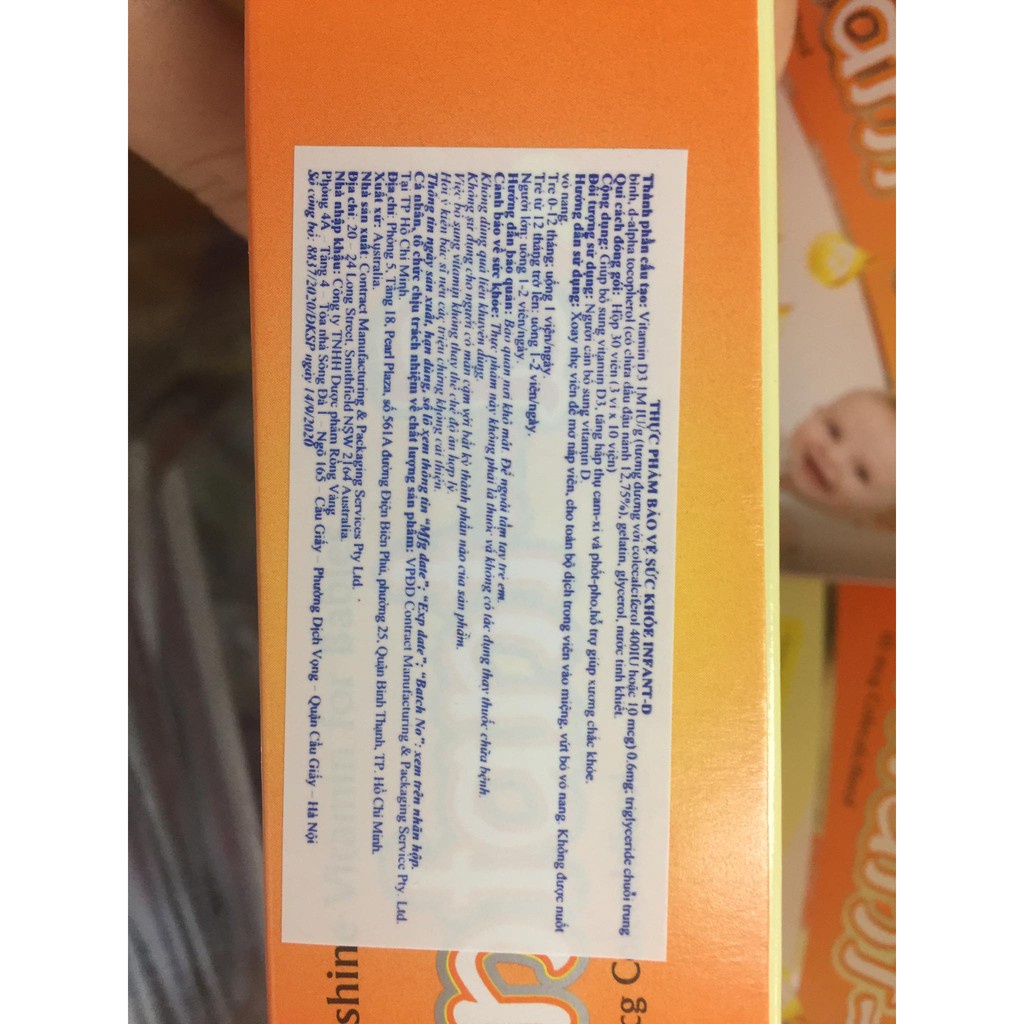 THỰC PHẨM BẢO VỆ SỨC KHỎE INFANT-D
Thành phần cấu tạo: Vitamin D3 1M IU/g (tương đương với colecalciferol 400IU hoặc 10 mcg) 0.6mg; triglyceride chuỗi trung
bình, d-alpha tocopherol (có chứa dầu đậu nành 12,75%), gelatin, glycerol, nước tinh khiết.
Qui cách đóng gói: Hộp 30 viên (3 vỉ x 10 viên)
Công dụng: Giúp bổ sung vitamin D3, tăng hấp thụ can-xi và phốt-pho,hỗ trợ giúp xương chắc khỏe.
Đối tượng sử dụng: Người cần bổ sung vitamin D.
Hướng dẫn sử dụng: Xoay nhẹ viên để mở nắp viên, cho toàn bộ dịch trong viên vào miệng, vứt bỏ vỏ nang. Không được nuốt
vỏ nang.
Trẻ 0-12 tháng: uống 1 viên/ngày.
Trẻ từ 12 tháng trở lên: uống 1-2 viên/ngày.
Người lớn: uống 1-2 viên/ngày.
Hướng dẫn bảo quản: Bảo quản nơi khô mát. Để ngoài tầm tay trẻ em.
Cảnh báo về sức khỏe: Thực phẩm này không phải là thuốc và không có tác dụng thay thuốc chữa bệnh.
Không dùng quá liều khuyên dùng.
Không sử dụng cho người có mẫn cảm với bất kỳ thành phần nào của sản phẩm.
Việc bổ sung vitamin không thay thế chế độ ăn hợp lý.
Hỏi ý kiến bác sĩ nếu các triệu chứng không cải thiện.
Thông tin ngày sản xuất, hạn dùng, số lô xem thông tin "Mfg date"; "Exp date"; "Batch No": xem trên nhãn hộp.
Cá nhân, tổ chức chịu trách nhiệm về chất lượng sản phẩm: VPĐD Contract Manufacturing & Packaging Service Pty. Ltd.
Tại TP Hồ Chí Minh.
Địa chỉ: Phòng 5, Tầng 18, Pearl Plaza, số 561A đường Điện Biên Phủ, phường 25, Quận Bình Thạnh, TP. Hồ Chí Minh.
Xuất xứ: Australia.
Nhà sản xuất: Contract Manufacturing & Packaging Services Pty Ltd.
Địa chỉ: 20 – 24 Long Street, Smithfield NSW 2164 Australia.
Nhà nhập khẩu: Công ty TNHH Dược phẩm Rồng Vàng
Phòng 4A – Tầng 4 – Tòa nhà Sông Đà – Ngõ 165 – Cầu Giấy – Phường Dịch Vọng – Quận Cầu Giấy – Hà Nội
Số công bố: 8837/2020/ĐKSP ngày 14/9/2020